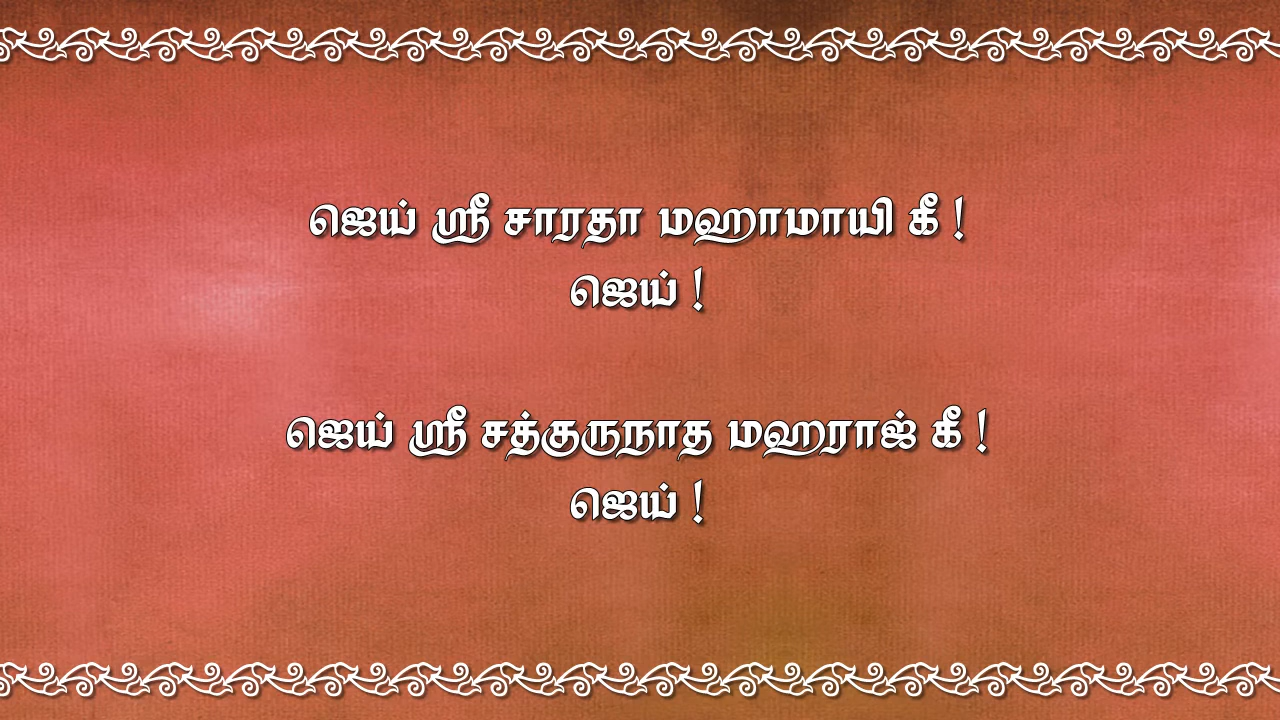 ஜெய் ஸ்ரீ சாரதா மஹாமாயி கீ !
ஜெய் !
ஜெய் ஸ்ரீ சத்குருநாத மஹராஜ் கீ !
ஜெய் !